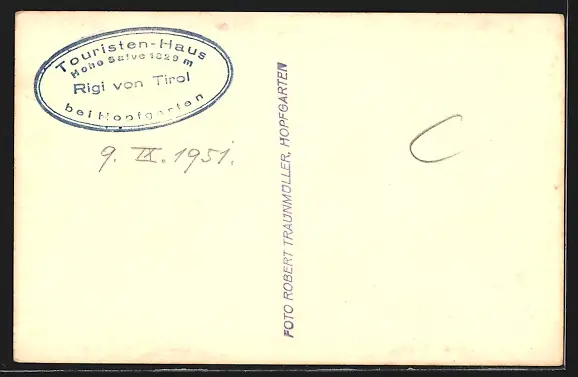 Touristen-Haus
Hohe Salve 1829 m
Rigi von Tirol
bei Hopfgarten
9. IX. 1951.
FOTO ROBERT TRAUNMÜLLER, HOPFGARTEN
C